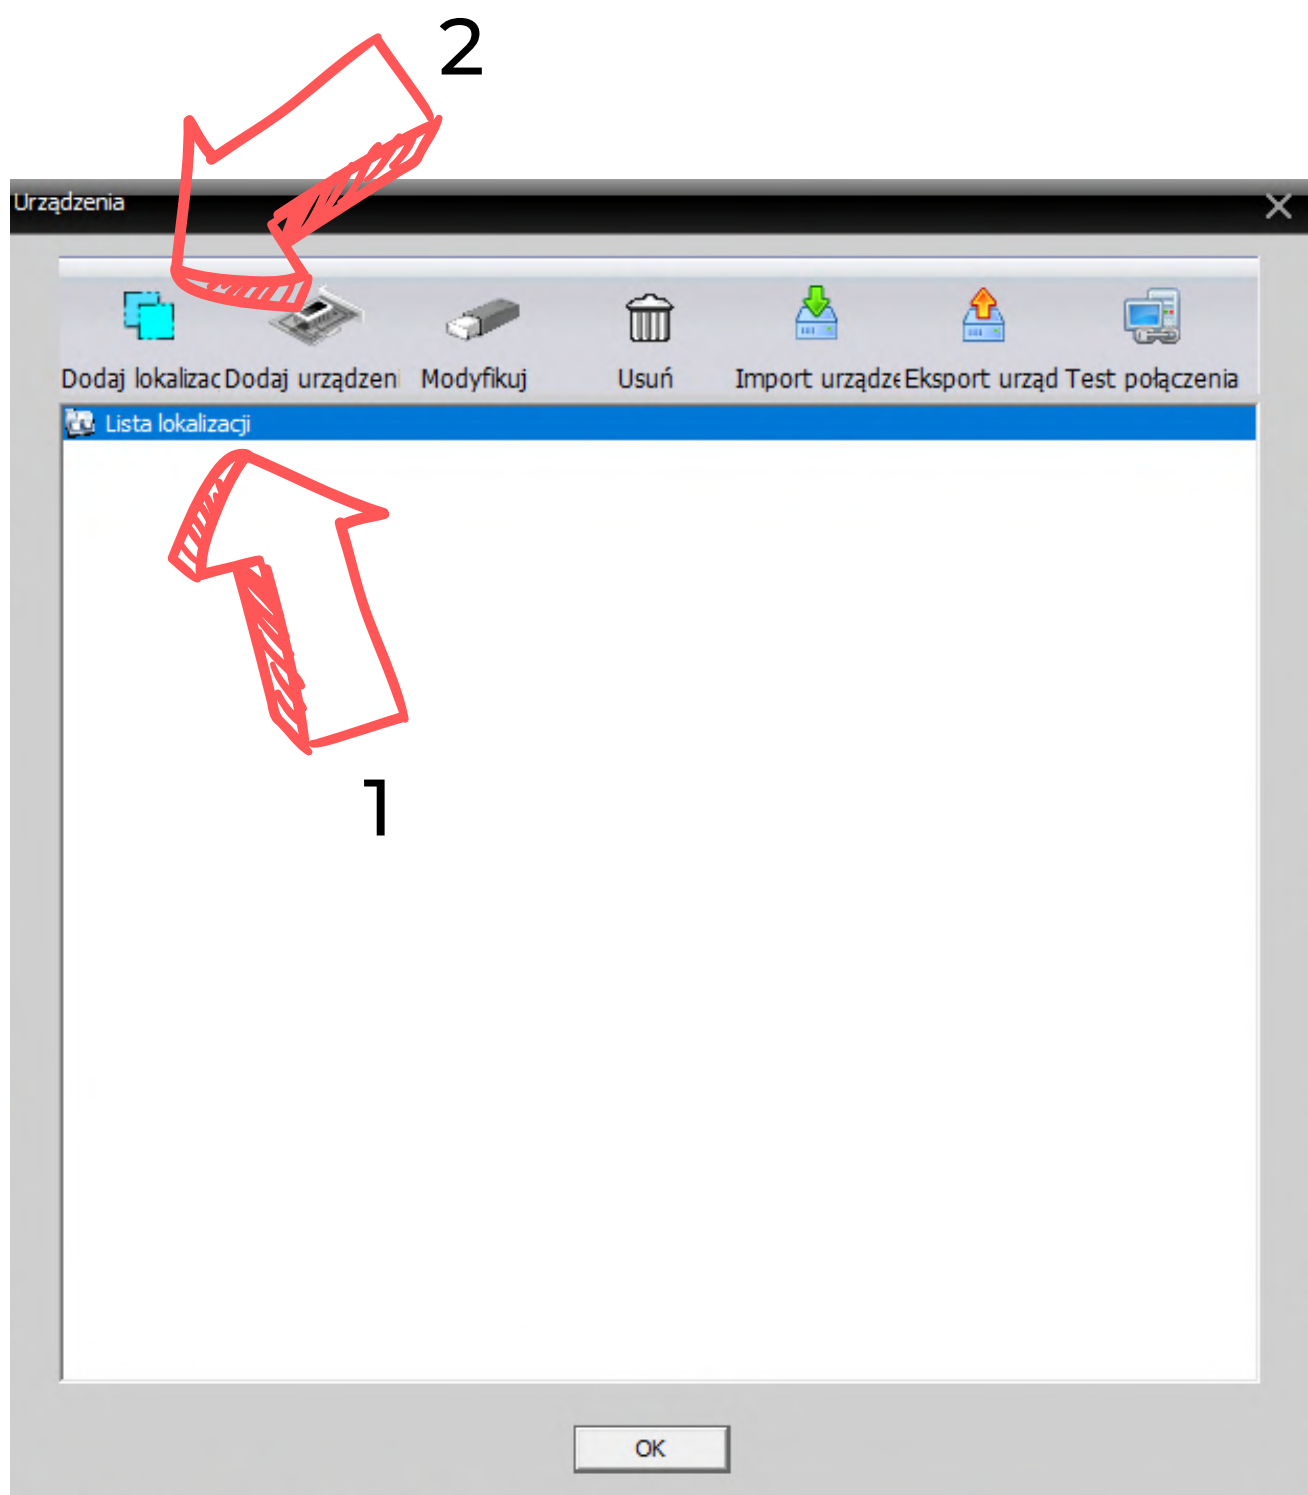 2
Urządzenia
Dodaj lokalizac Dodaj urządzeni Modyfikuj Usuń Import urządze Eksport urząd Test połączenia
Lista lokalizacji
1
OK